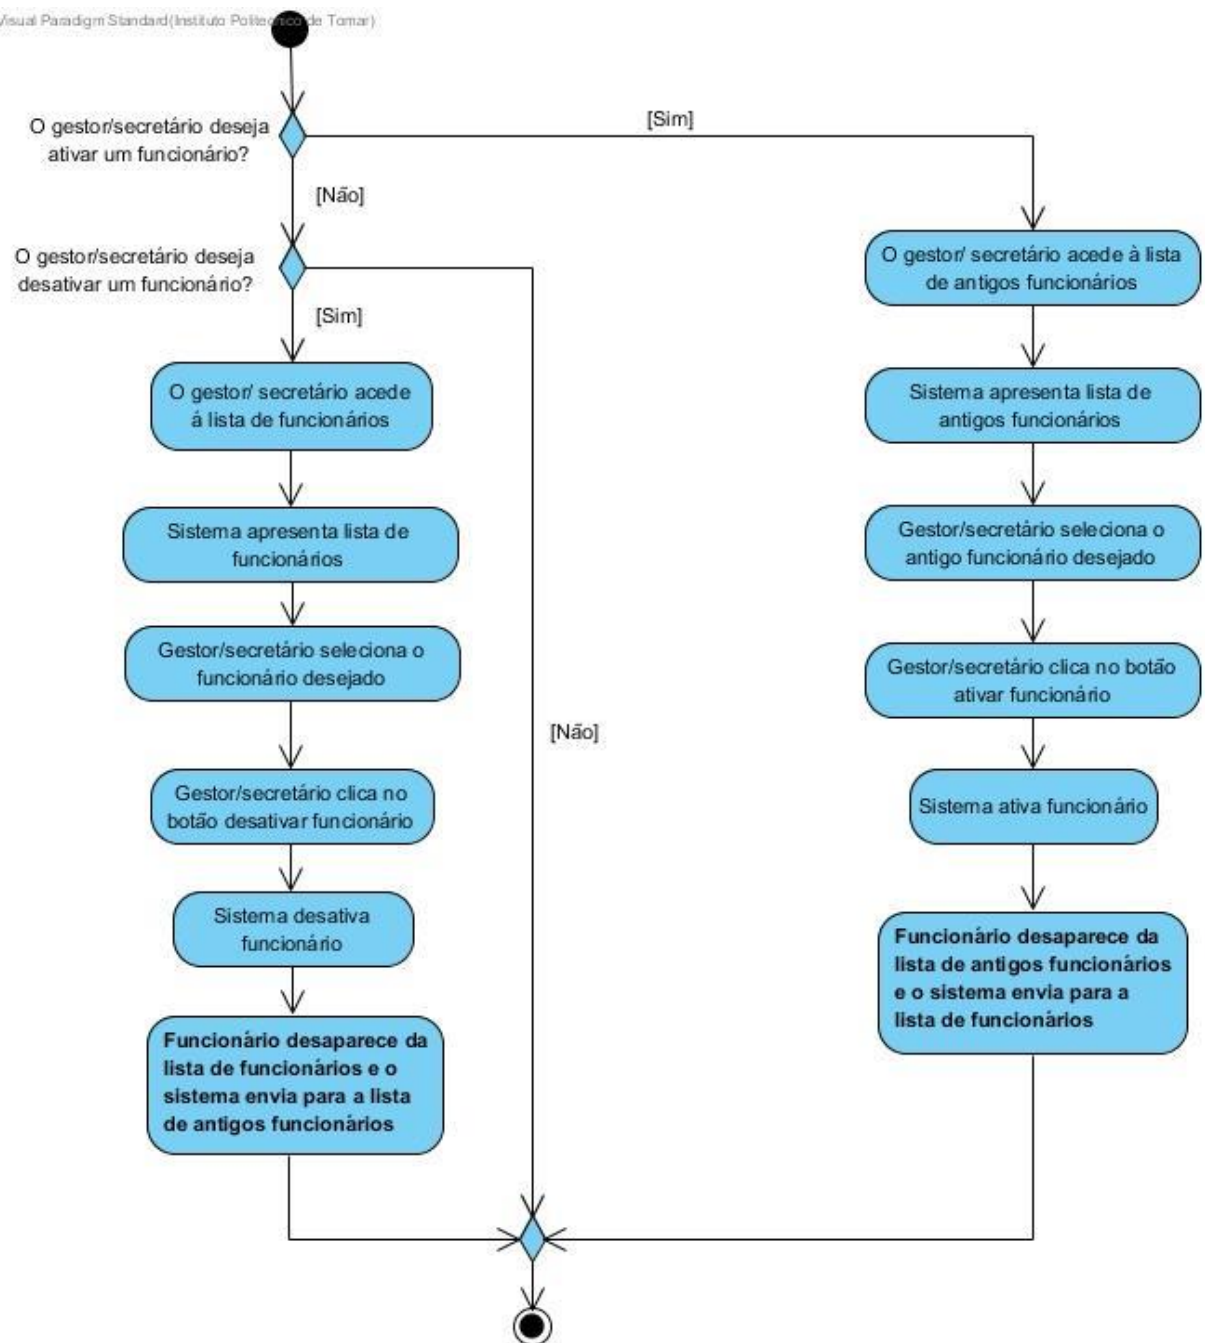 Visual Paradigm Standard(Instituto Politecnico de Tomar)
O gestor/secretário deseja
ativar um funcionário?
[Sim]
[Não]
O gestor/secretário deseja
desativar um funcionário?
[Sim]
O gestor/ secretário acede
á lista de funcionários
Sistema apresenta lista de
funcionários
Gestor/secretário seleciona o
funcionário desejado
Gestor/secretário clica no
botão desativar funcionário
Sistema desativa
funcionário
Funcionário desaparece da
lista de funcionários e o
sistema envia para a lista
de antigos funcionários
[Não]
O gestor/ secretário acede à lista
de antigos funcionários
Sistema apresenta lista de
antigos funcionários
Gestor/secretário seleciona o
antigo funcionário desejado
Gestor/secretário clica no botão
ativar funcionário
Sistema ativa funcionário
Funcionário desaparece da
lista de antigos funcionários
e o sistema envia para a
lista de funcionários